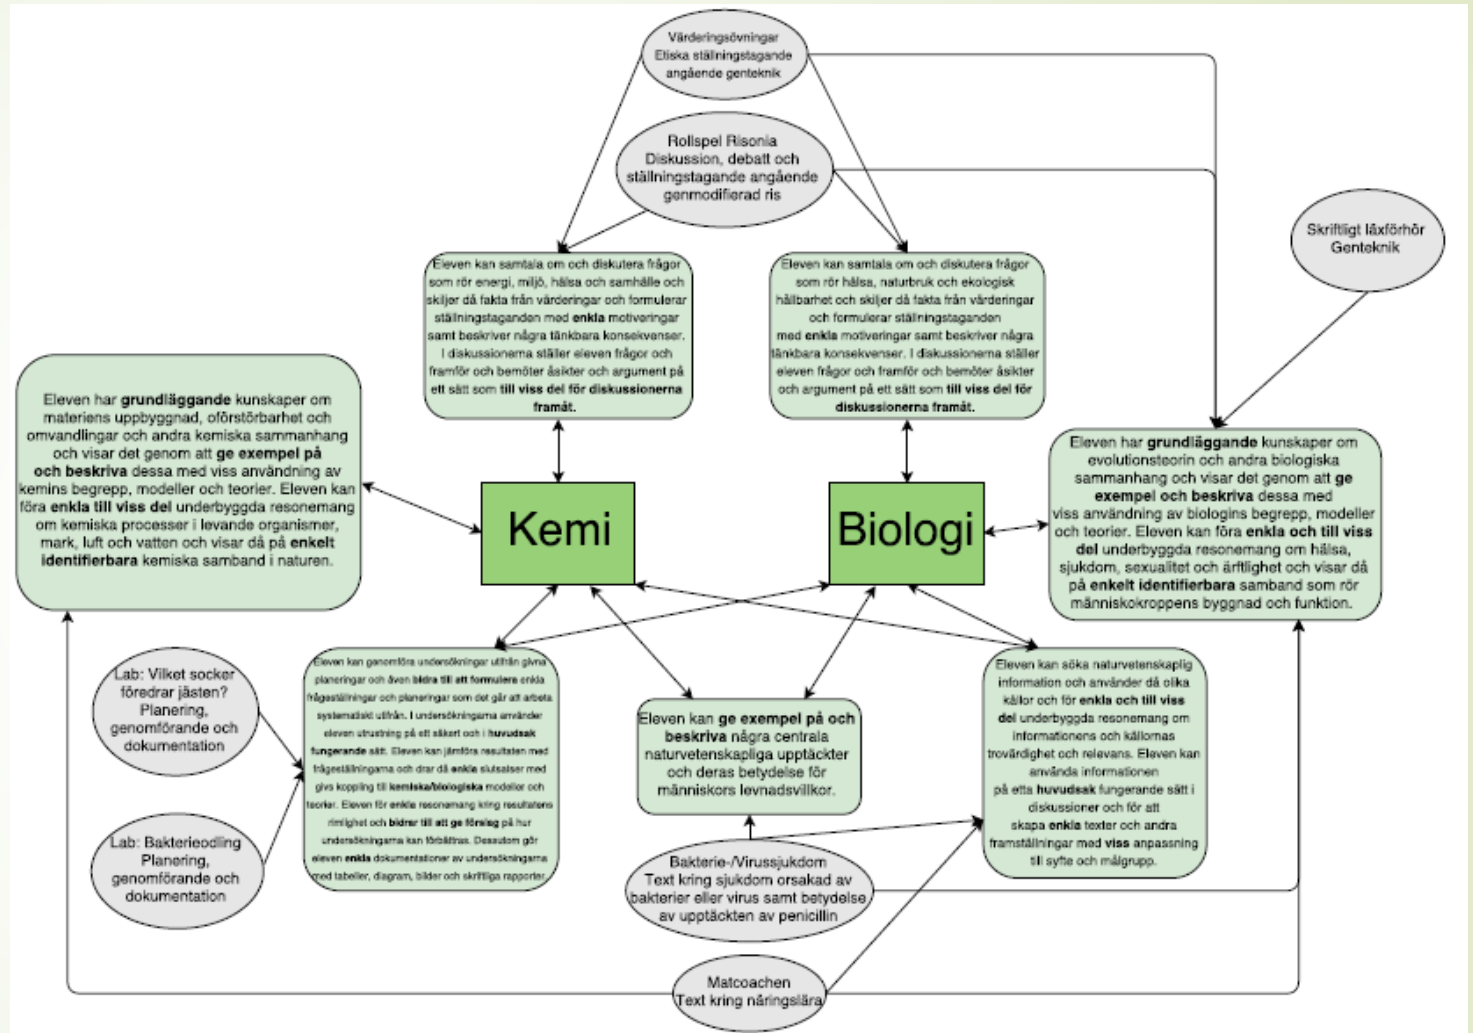 Värderingsövningar
Etiska ställningstagande
angående genteknik
Rollspel Risonia
Diskussion, debatt och
ställningstagande angående
genmodifierad ris
Skriftligt läxförhör
Genteknik
Eleven kan samtala om och diskutera frågor
som rör energi, miljö, hälsa och samhälle och
skiljer då fakta från värderingar och formulerar
ställningstaganden med enkla motiveringar
samt beskriver några tänkbara konsekvenser.
I diskussionerna ställer eleven frågor och
framför och bemöter åsikter och argument på
ett sätt som till viss del för diskussionerna
framåt.
Eleven kan samtala om och diskutera frågor
som rör hälsa, naturbruk och ekologisk
hållbarhet och skiljer då fakta från värderingar
och formulerar ställningstaganden
med enkla motiveringar samt beskriver några
tänkbara konsekvenser. I diskussionerna ställer
eleven frågor och framför och bemöter åsikter
och argument på ett sätt som till viss del för
diskussionerna framåt.
Eleven har grundläggande kunskaper om
materiens uppbyggnad, oförstörbarhet och
omvandlingar och andra kemiska sammanhang
och visar det genom att ge exempel på
och beskriva dessa med viss användning av
kemins begrepp, modeller och teorier. Eleven kan
föra enkla till viss del underbyggda resonemang
om kemiska processer i levande organismer,
mark, luft och vatten och visar då på enkelt
identifierbara kemiska samband i naturen.
Kemi
Biologi
Eleven har grundläggande kunskaper om
evolutionsteorin och andra biologiska
sammanhang och visar det genom att ge
exempel och beskriva dessa med
viss användning av biologins begrepp, modeller
och teorier. Eleven kan föra enkla och till viss
del underbyggda resonemang om hälsa,
sjukdom, sexualitet och ärftlighet och visar då
på enkelt identifierbara samband som rör
människokroppens byggnad och funktion.
Lab: Vilket socker
föredrar jästen?
Planering,
genomförande och
dokumentation
Lab: Bakterieodling
Planering,
genomförande och
dokumentation
Eleven kan genomföra undersökningar utifrån givna
planeringar och även bidra till att formulera enkla
frågeställningar och planeringar som det går att arbeta
systematiskt utifrån. I undersökningarna använder
eleven utrustning på ett säkert och i huvudsak
fungerande sätt. Eleven kan jämföra resultaten med
frågeställningarna och drar då enkla slutsatser med
givs koppling till kemiska/biologiska modeller och
teorier. Eleven för enkla resonemang kring resultatens
rimlighet och bidrar till att ge förslag på hur
undersökningarna kan förbättras. Dessutom gör
eleven enkla dokumentationer av undersökningarna
med tabeller, diagram, bilder och skriftliga rapporter.
Eleven kan ge exempel på och
beskriva några centrala
naturvetenskapliga upptäckter
och deras betydelse för
människors levnadsvillkor.
Eleven kan söka naturvetenskaplig
information och använder då olika
källor och för enkla och till viss
del underbyggda resonemang om
informationens och källornas
trovärdighet och relevans. Eleven kan
använda informationen
på etta huvudsak fungerande sätt i
diskussioner och för att
skapa enkla texter och andra
framställningar med viss anpassning
till syfte och målgrupp.
Bakterie-/Virussjukdom
Text kring sjukdom orsakad av
bakterier eller virus samt betydelse
av upptäckten av penicillin
Matcoachen
Text kring näringslära